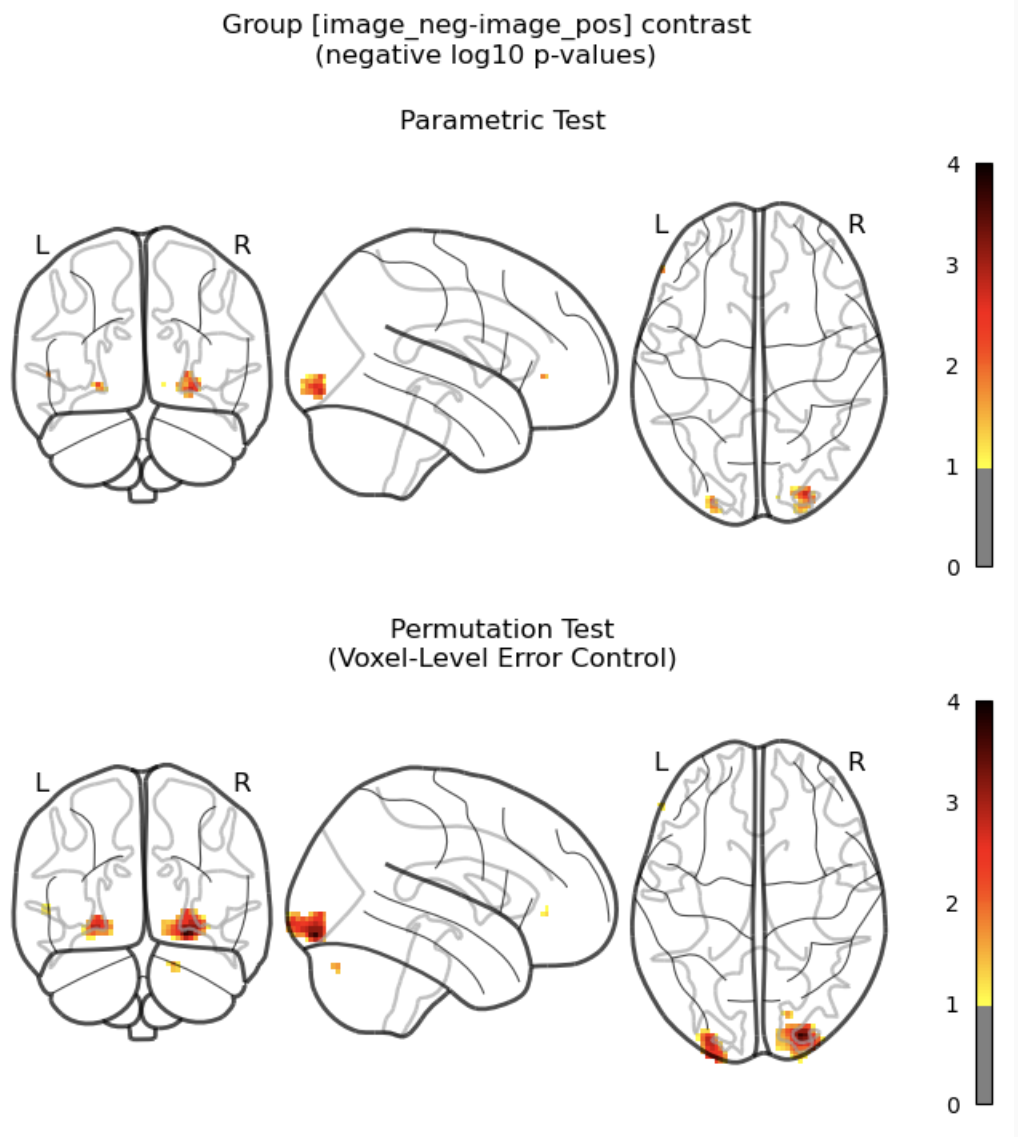 Group [image_neg-image_pos] contrast
(negative log10 p-values)
Parametric Test
L R L R
4
3
2
1
0
Permutation Test
(Voxel-Level Error Control)
L R L R
4
3
2
1
0